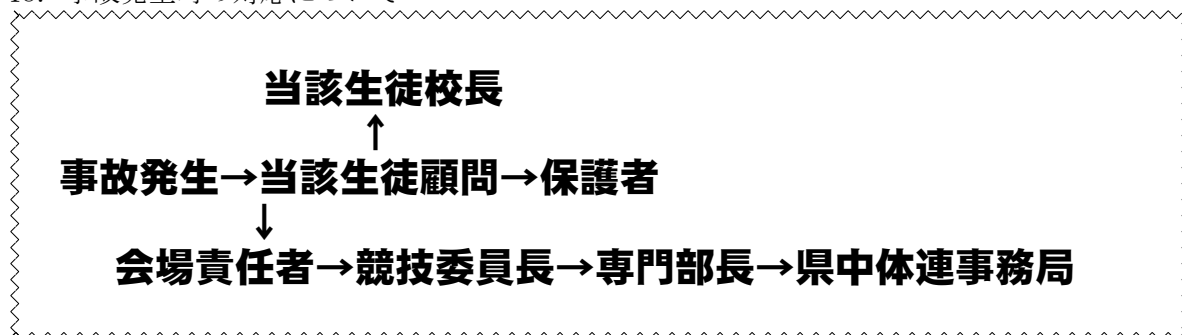 当該生徒校長
↑
事故発生→当該生徒顧問→保護者
↓
会場責任者→競技委員長→専門部長→県中体連事務局